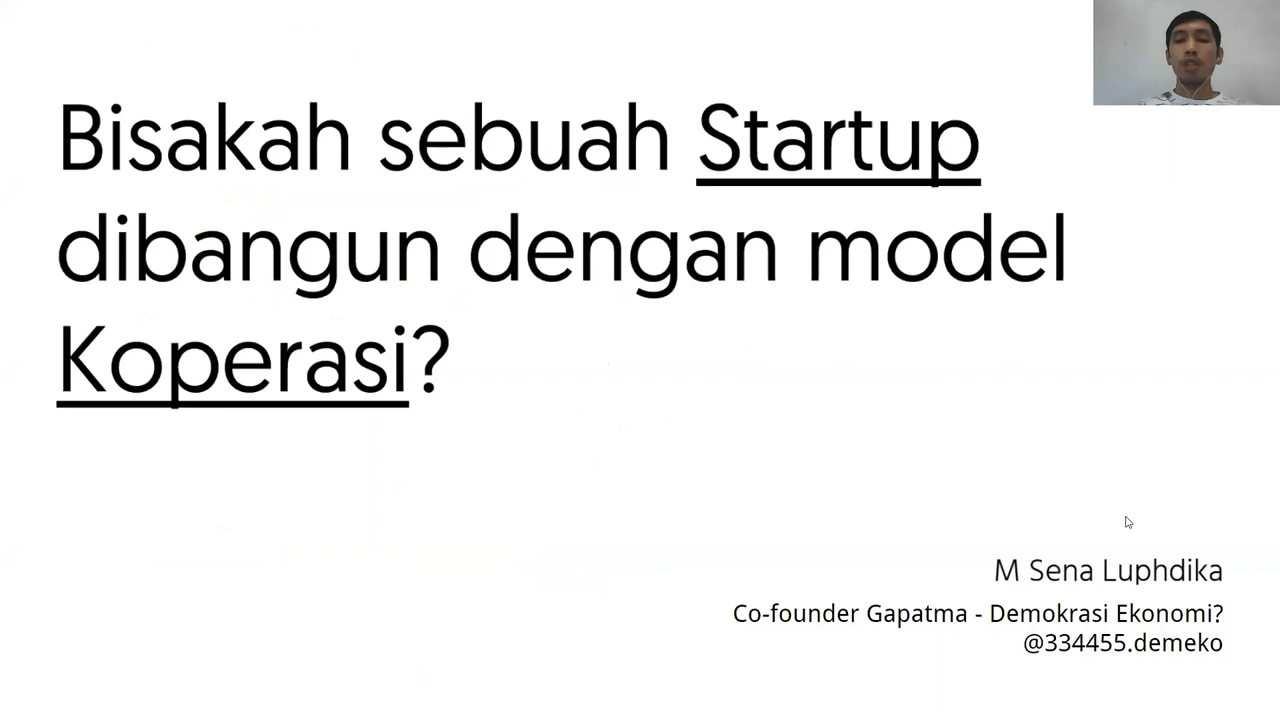 Bisakah sebuah Startup
dibangun dengan model
Koperasi?
M Sena Luphdika
Co-founder Gapatma - Demokrasi Ekonomi?
@334455.demeko